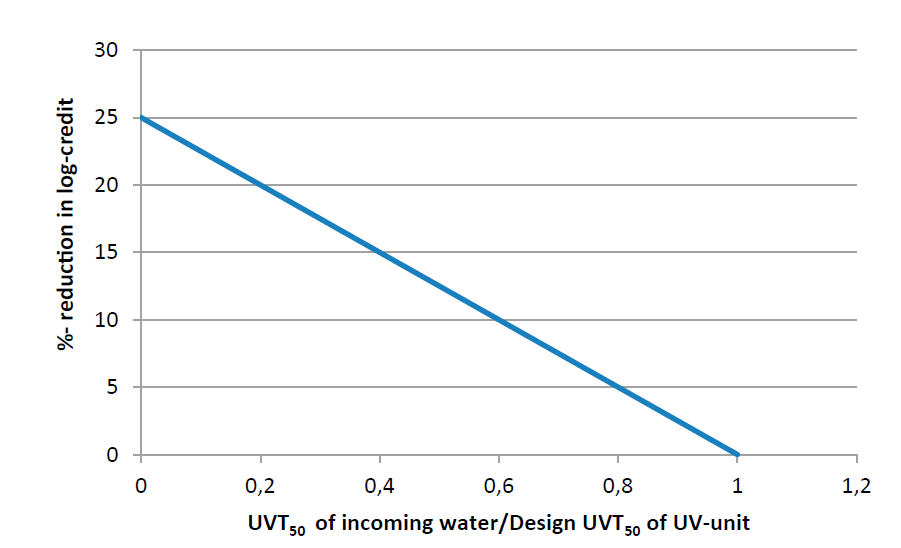 30
25
20
15
10
5
0
%- reduction in log-credit
0 0,2 0,4 0,6 0,8 1 1,2
UVT50 of incoming water/Design UVT50 of UV-unit